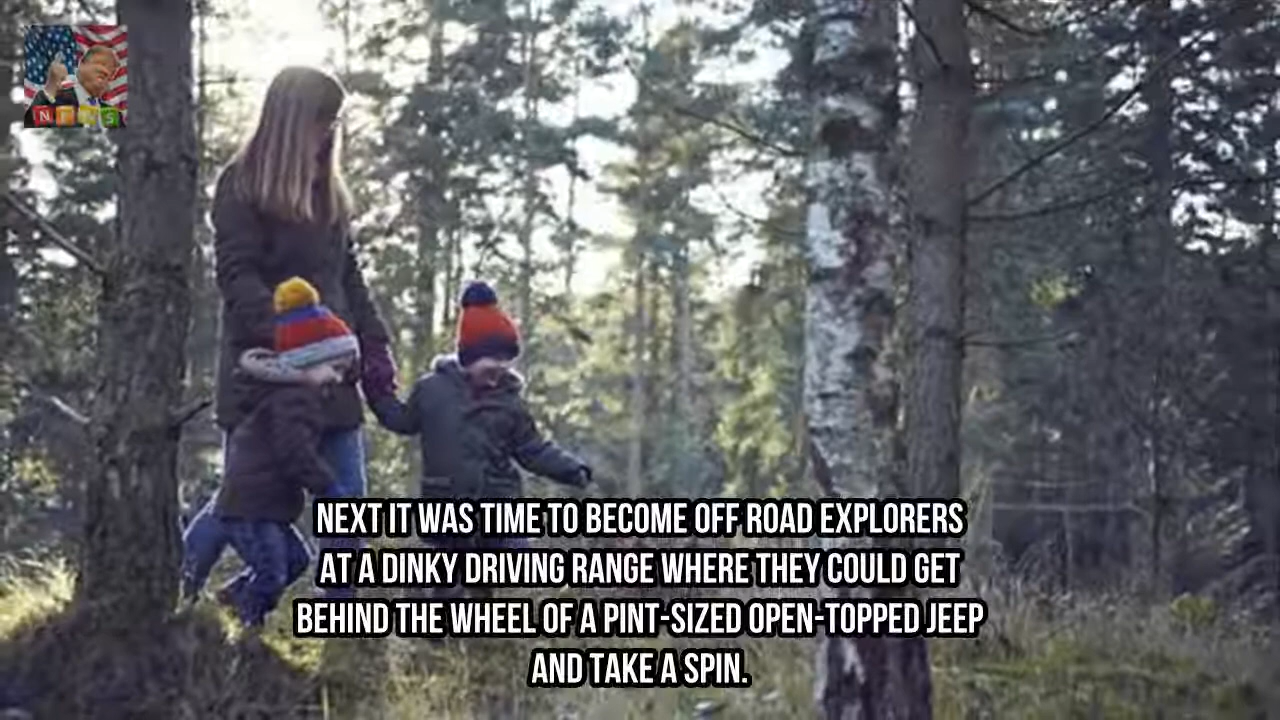 NEWS
NEXT IT WAS TIME TO BECOME OFF ROAD EXPLORERS
AT A DINKY DRIVING RANGE WHERE THEY COULD GET
BEHIND THE WHEEL OF A PINT-SIZED OPEN-TOPPED JEEP
AND TAKE A SPIN.